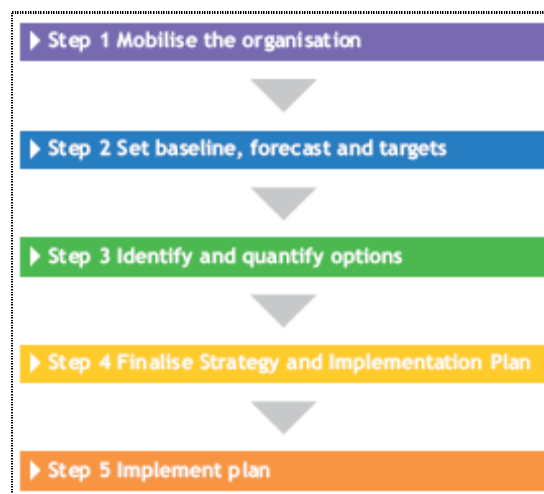 Step 1 Mobilise the organisation
Step 2 Set baseline, forecast and targets
Step 3 Identify and quantify options
Step 4 Finalise Strategy and Implementation Plan
Step 5 Implement plan